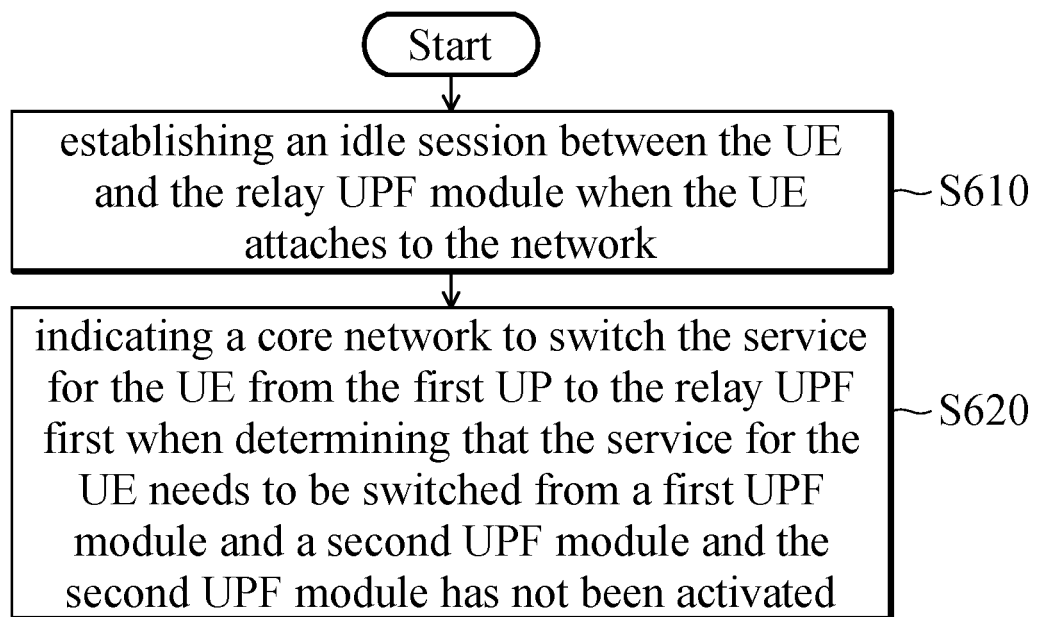 Start
establishing an idle session between the UE
and the relay UPF module when the UE
attaches to the network
S610
indicating a core network to switch the service
for the UE from the first UP to the relay UPF
first when determining that the service for the
UE needs to be switched from a first UPF
module and a second UPF module and the
second UPF module has not been activated
S620